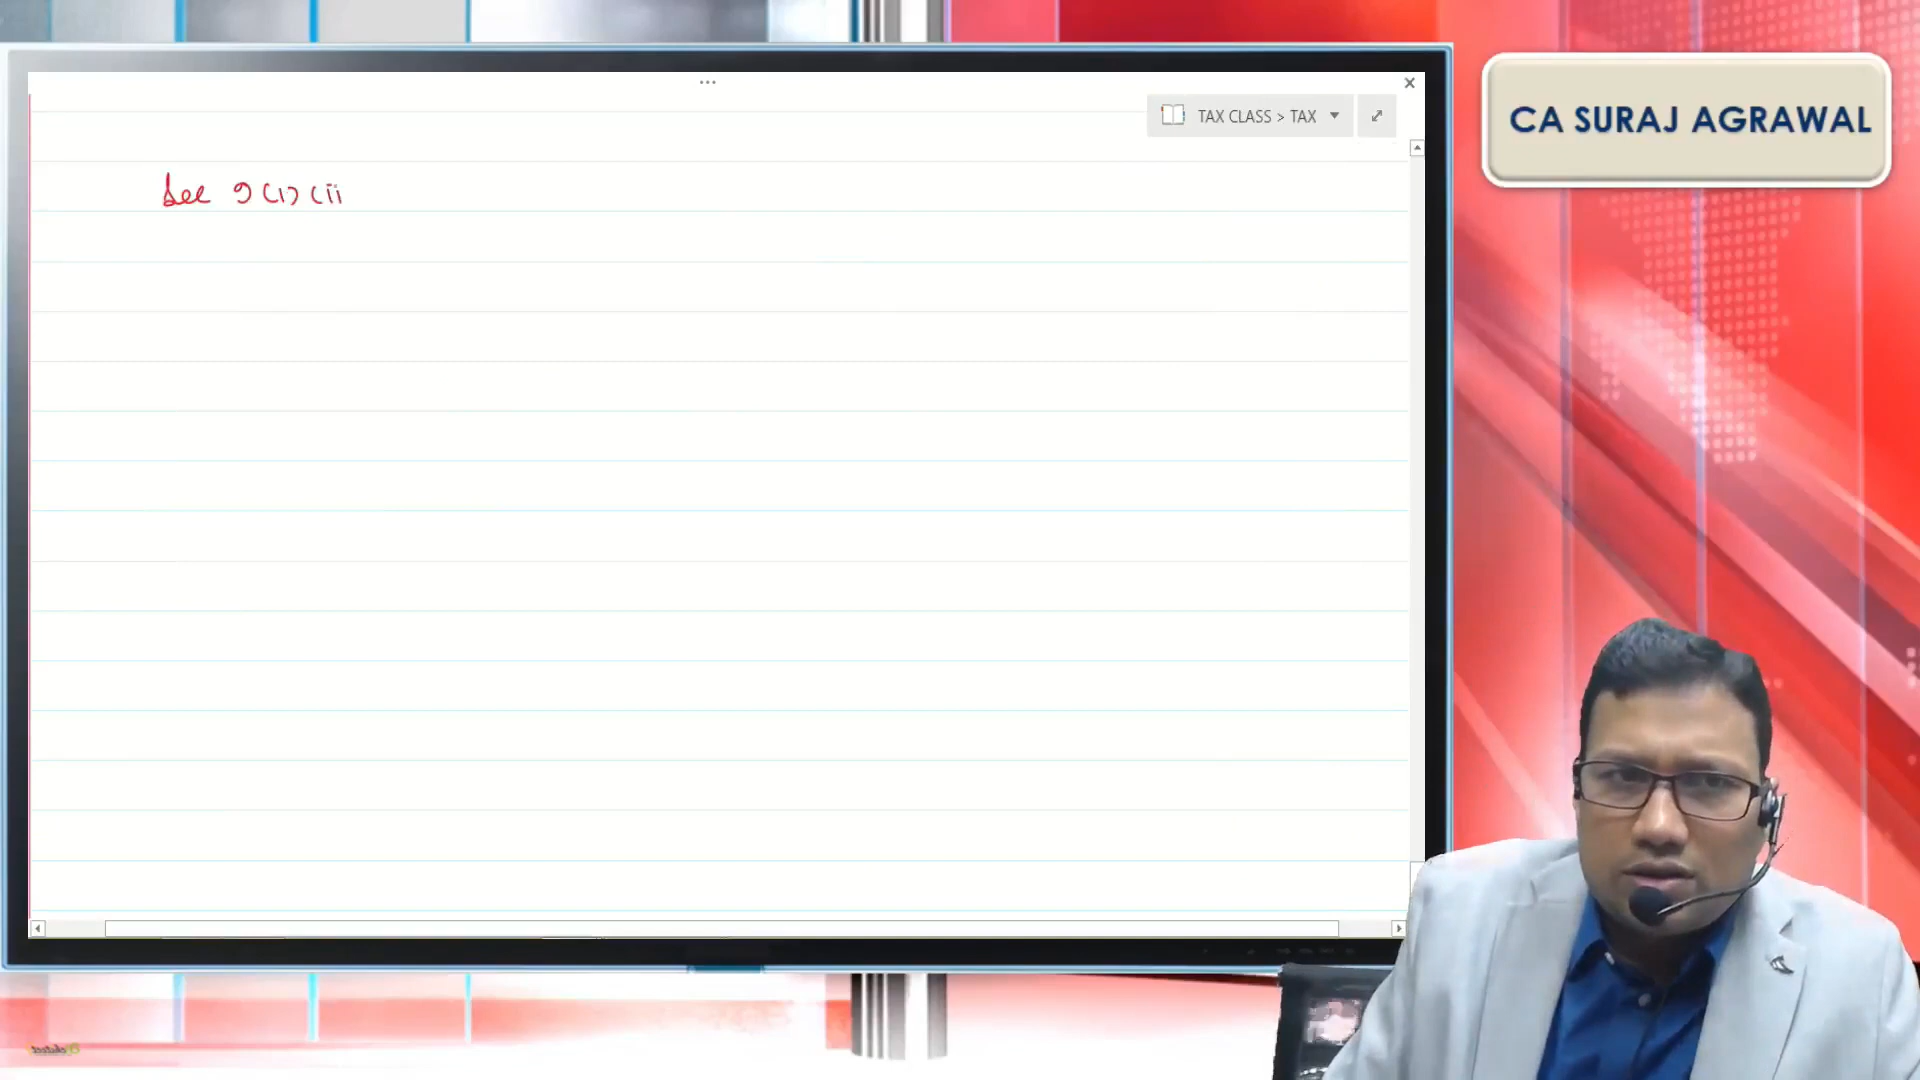 TAX CLASS > TAX
CA SURAJ AGRAWAL
Sec 9 (1) (ii